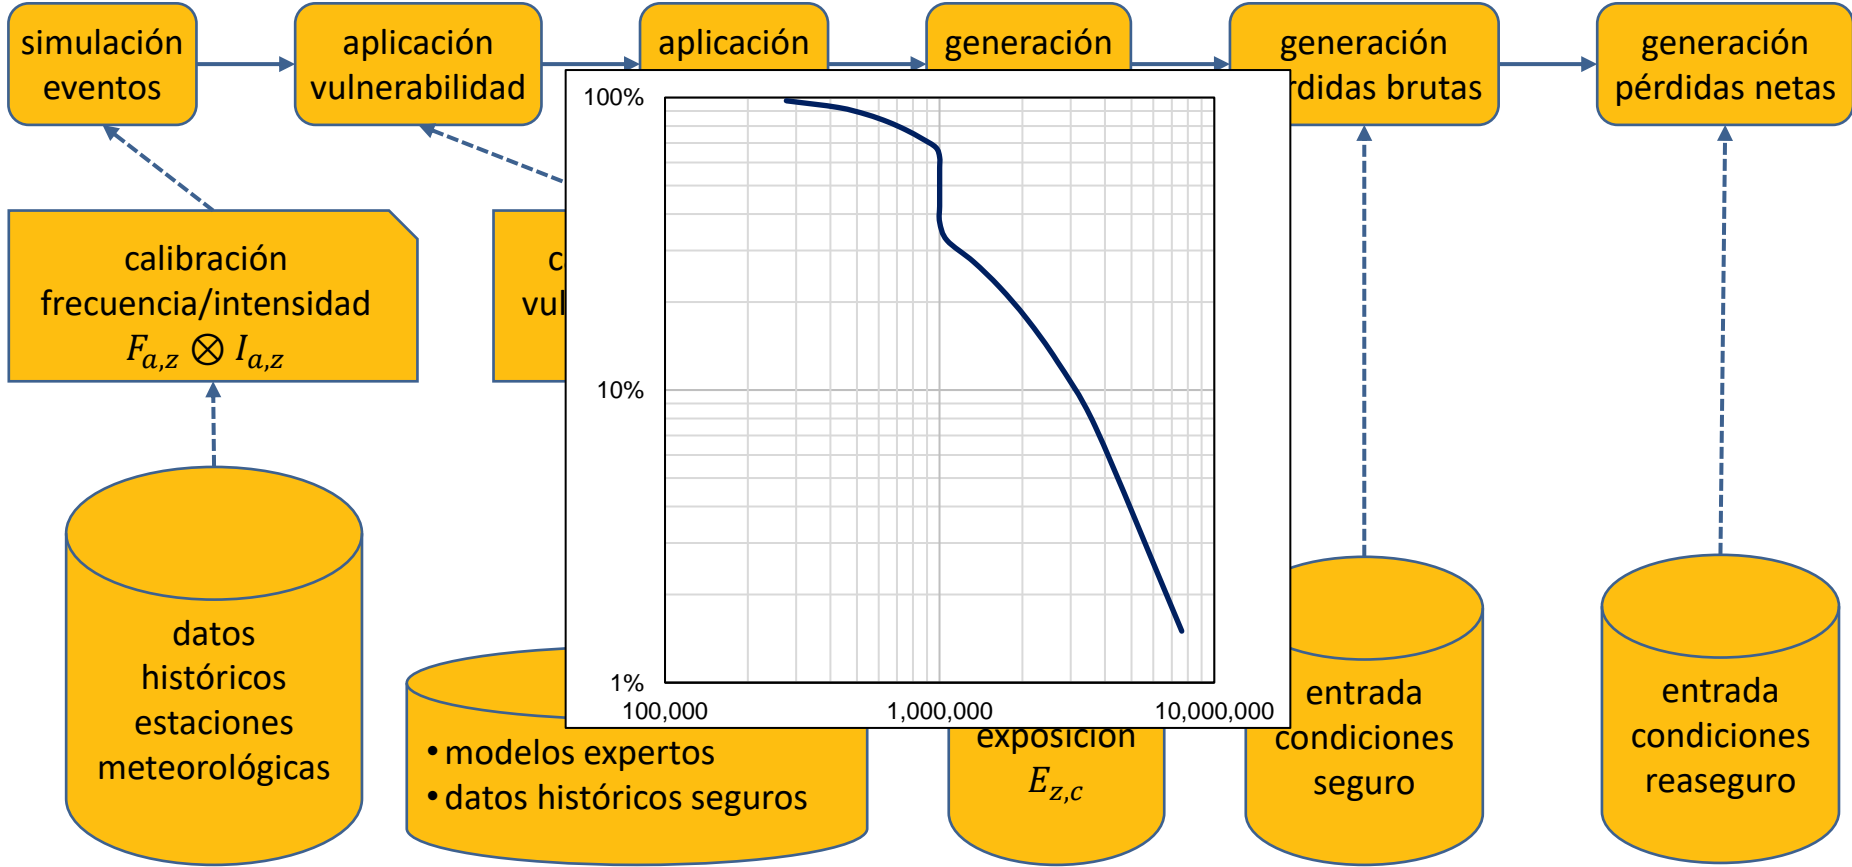 simulación
eventos
aplicación
vulnerabilidad
aplicación
generación
generación
rdidas brutas
generación
pérdidas netas
calibración
frecuencia/intensidad
F_{a,z} ⊗ I_{a,z}
c
vul
100%
10%
1%
100,000
1,000,000
10,000,000
datos
históricos
estaciones
meteorológicas
• modelos expertos
• datos históricos seguros
exposición
E_{z,c}
entrada
condiciones
seguro
entrada
condiciones
reaseguro